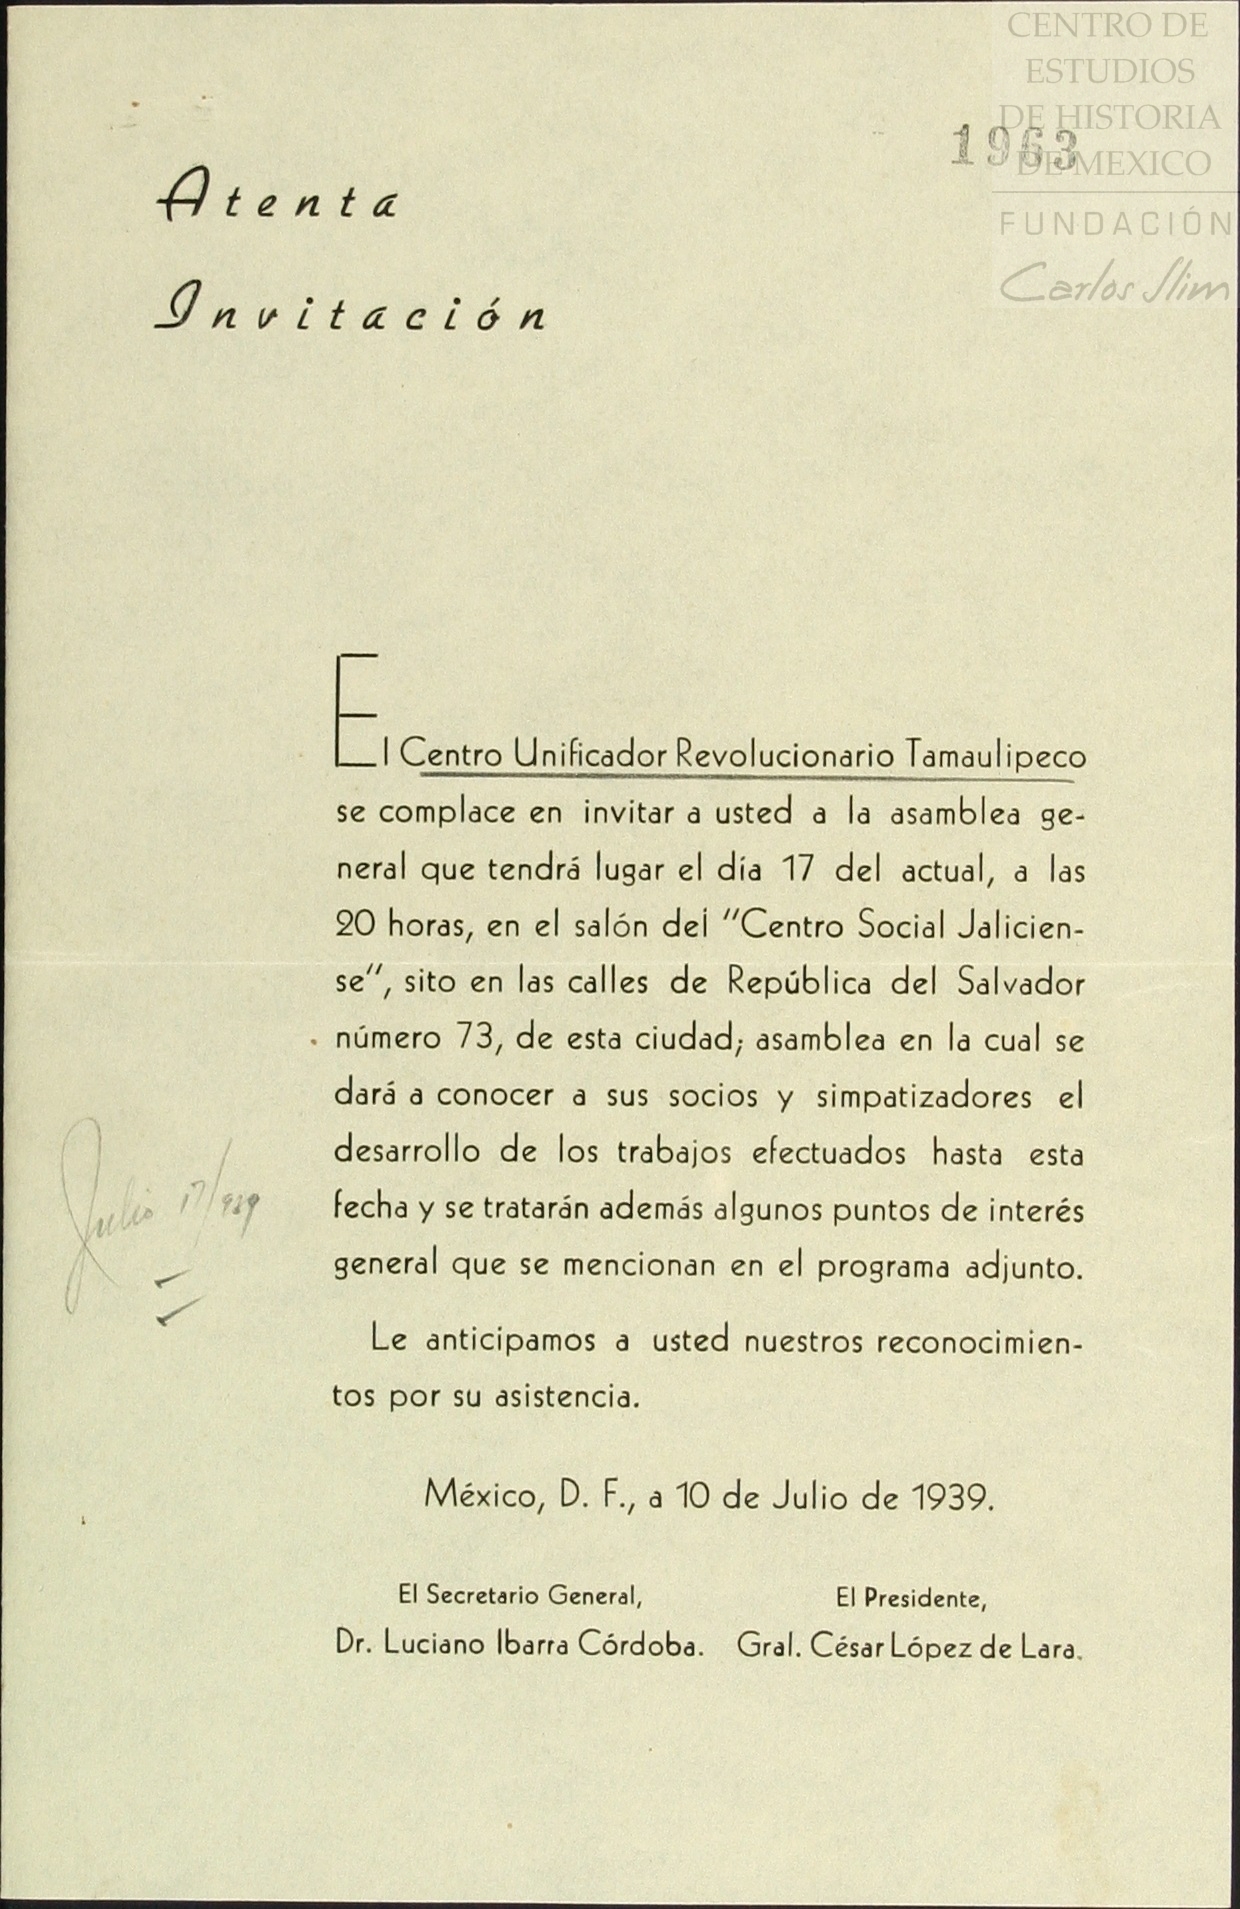 CENTRO DE
ESTUDIOS
DE HISTORIA
DE MEXICO
FUNDACIÓN
Carlos Slim
1963
Atenta
Invitación
El Centro Unificador Revolucionario Tamaulipeco
se complace en invitar a usted a la asamblea ge-
neral que tendrá lugar el día 17 del actual, a las
20 horas, en el salón del "Centro Social Jalicien-
se", sito en las calles de República del Salvador
número 73, de esta ciudad; asamblea en la cual se
dará a conocer a sus socios y simpatizadores el
desarrollo de los trabajos efectuados hasta esta
fecha y se tratarán además algunos puntos de interés
general que se mencionan en el programa adjunto.
Julio 17/939
Le anticipamos a usted nuestros reconocimien-
tos por su asistencia.
México, D. F., a 10 de Julio de 1939.
El Secretario General,
Dr. Luciano Ibarra Córdoba.
El Presidente,
Gral. César López de Lara.